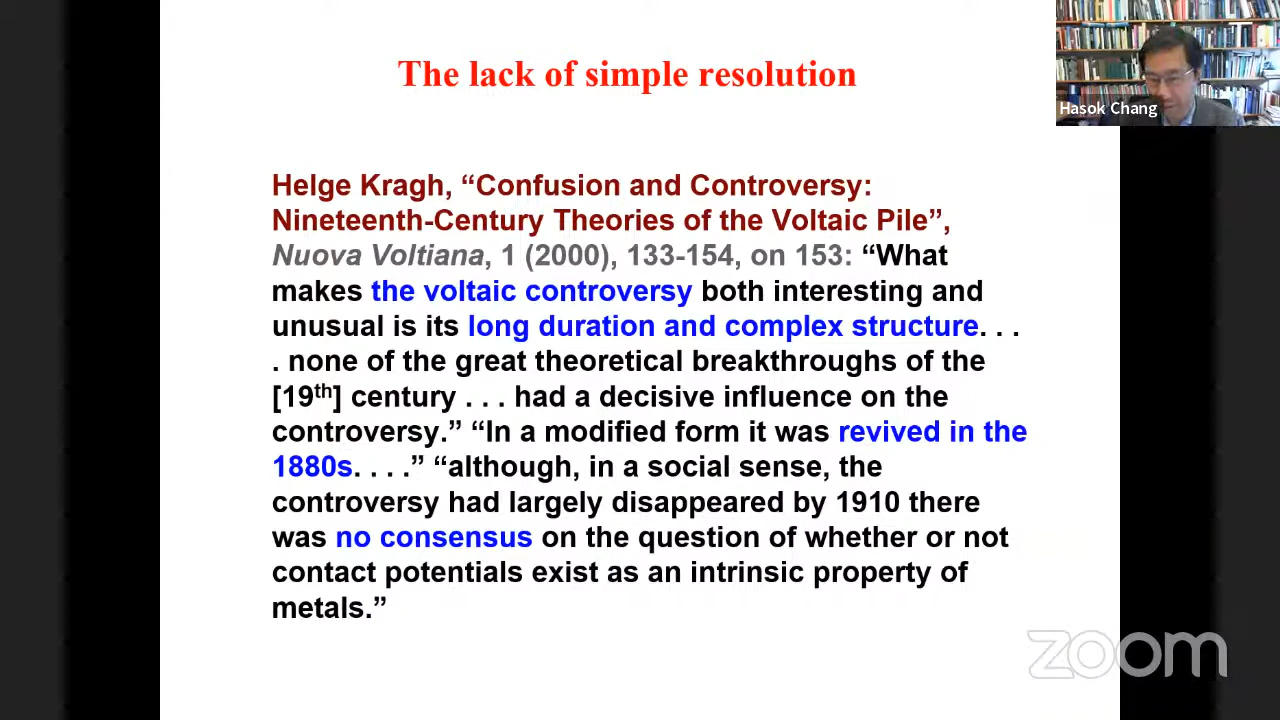 The lack of simple resolution
Hasok Chang
Helge Kragh, “Confusion and Controversy:
Nineteenth-Century Theories of the Voltaic Pile”,
Nuova Voltiana, 1 (2000), 133-154, on 153: “What
makes the voltaic controversy both interesting and
unusual is its long duration and complex structure. . .
. none of the great theoretical breakthroughs of the
[19th] century . . . had a decisive influence on the
controversy.” “In a modified form it was revived in the
1880s. . . .” “although, in a social sense, the
controversy had largely disappeared by 1910 there
was no consensus on the question of whether or not
contact potentials exist as an intrinsic property of
metals.”
zoom